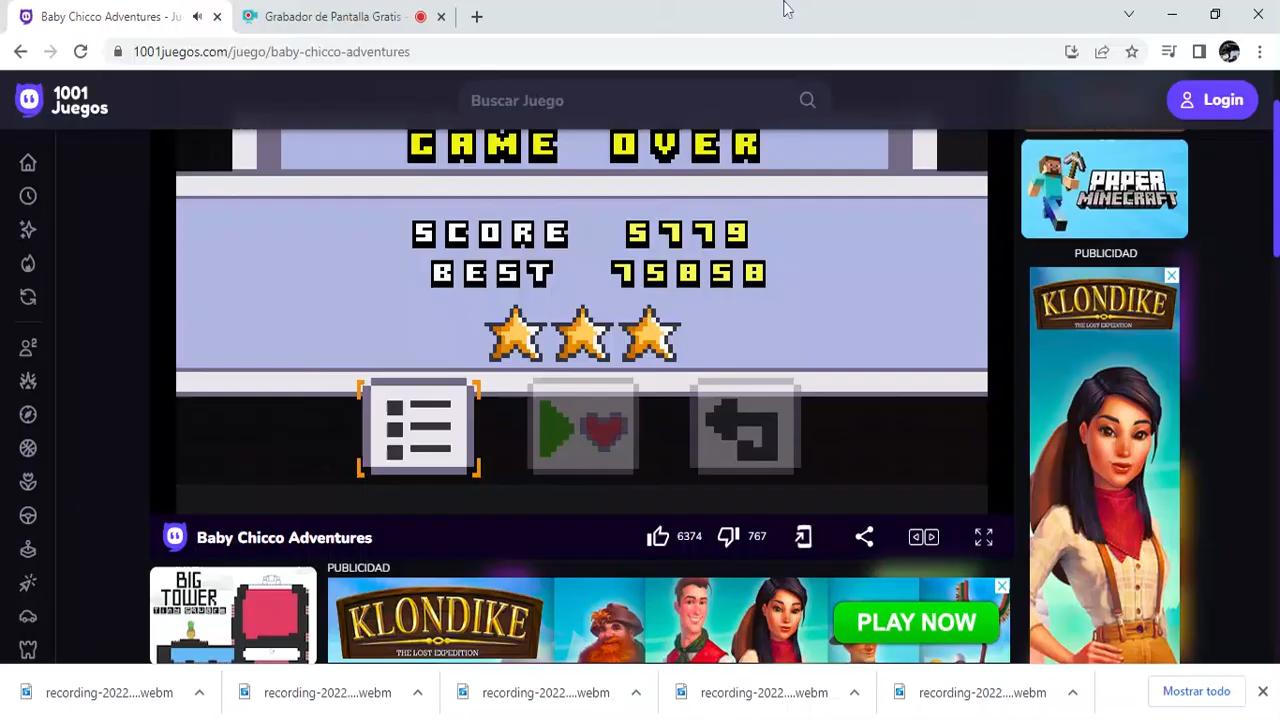 Baby Chicco Adventures - J
Grabador de Pantalla Gratis -
1001juegos.com/juego/baby-chicco-adventures
1001
Juegos
Buscar Juego
Login
GAME OVER
SCORE 5779
BEST 75858
PAPER
MINECRAFT
PUBLICIDAD
KLONDIKE
THE LOST EXPEDITION
Baby Chicco Adventures
6374
767
PUBLICIDAD
BIG
TOWER
TINY SQUARE
KLONDIKE
THE LOST EXPEDITION
PLAY NOW
recording-2022....webm
recording-2022....webm
recording-2022....webm
recording-2022....webm
recording-2022....webm
Mostrar todo